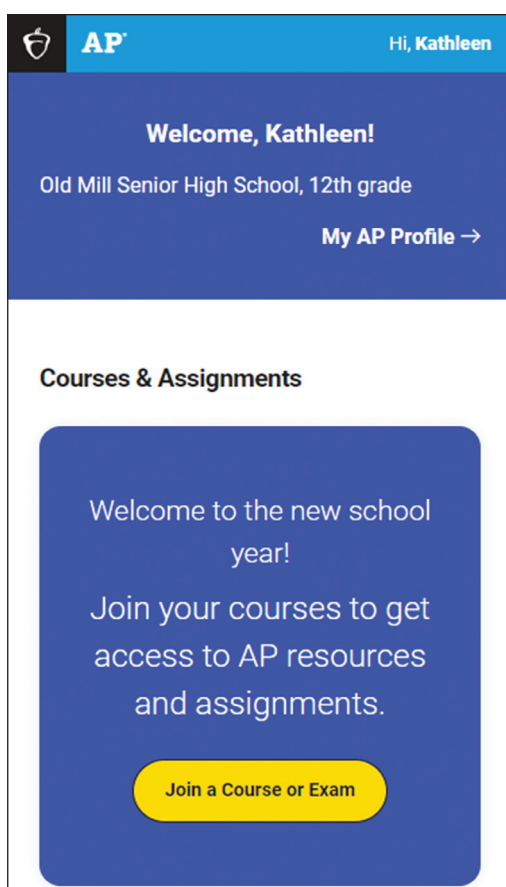 AP
Hi, Kathleen
Welcome, Kathleen!
Old Mill Senior High School, 12th grade
My AP Profile →
Courses & Assignments
Welcome to the new school
year!
Join your courses to get
access to AP resources
and assignments.
Join a Course or Exam